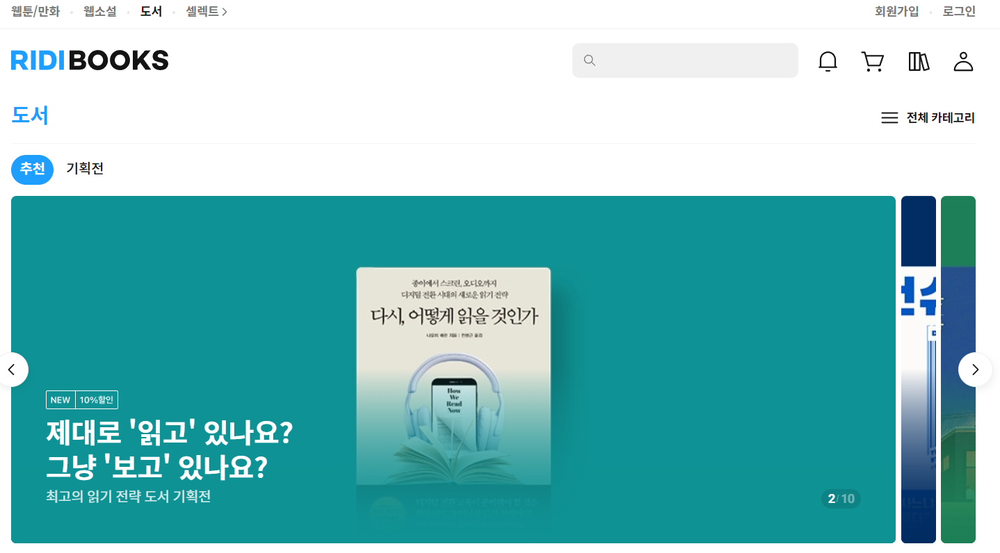 웹툰/만화 웹소설 도서 셀렉트
회원가입 로그인
RIDIBOOKS
도서
전체 카테고리
추천 기획전
종이에서 스크린, 오디오까지
디지털 전환 시대의 새로운 읽기 전략
다시, 어떻게 읽을 것인가
나오미 배런 지음 | 전병근 옮김
How
We
Read
Now
NEW 10%할인
제대로 '읽고' 있나요?
그냥 '보고' 있나요?
최고의 읽기 전략 도서 기획전
2 / 10